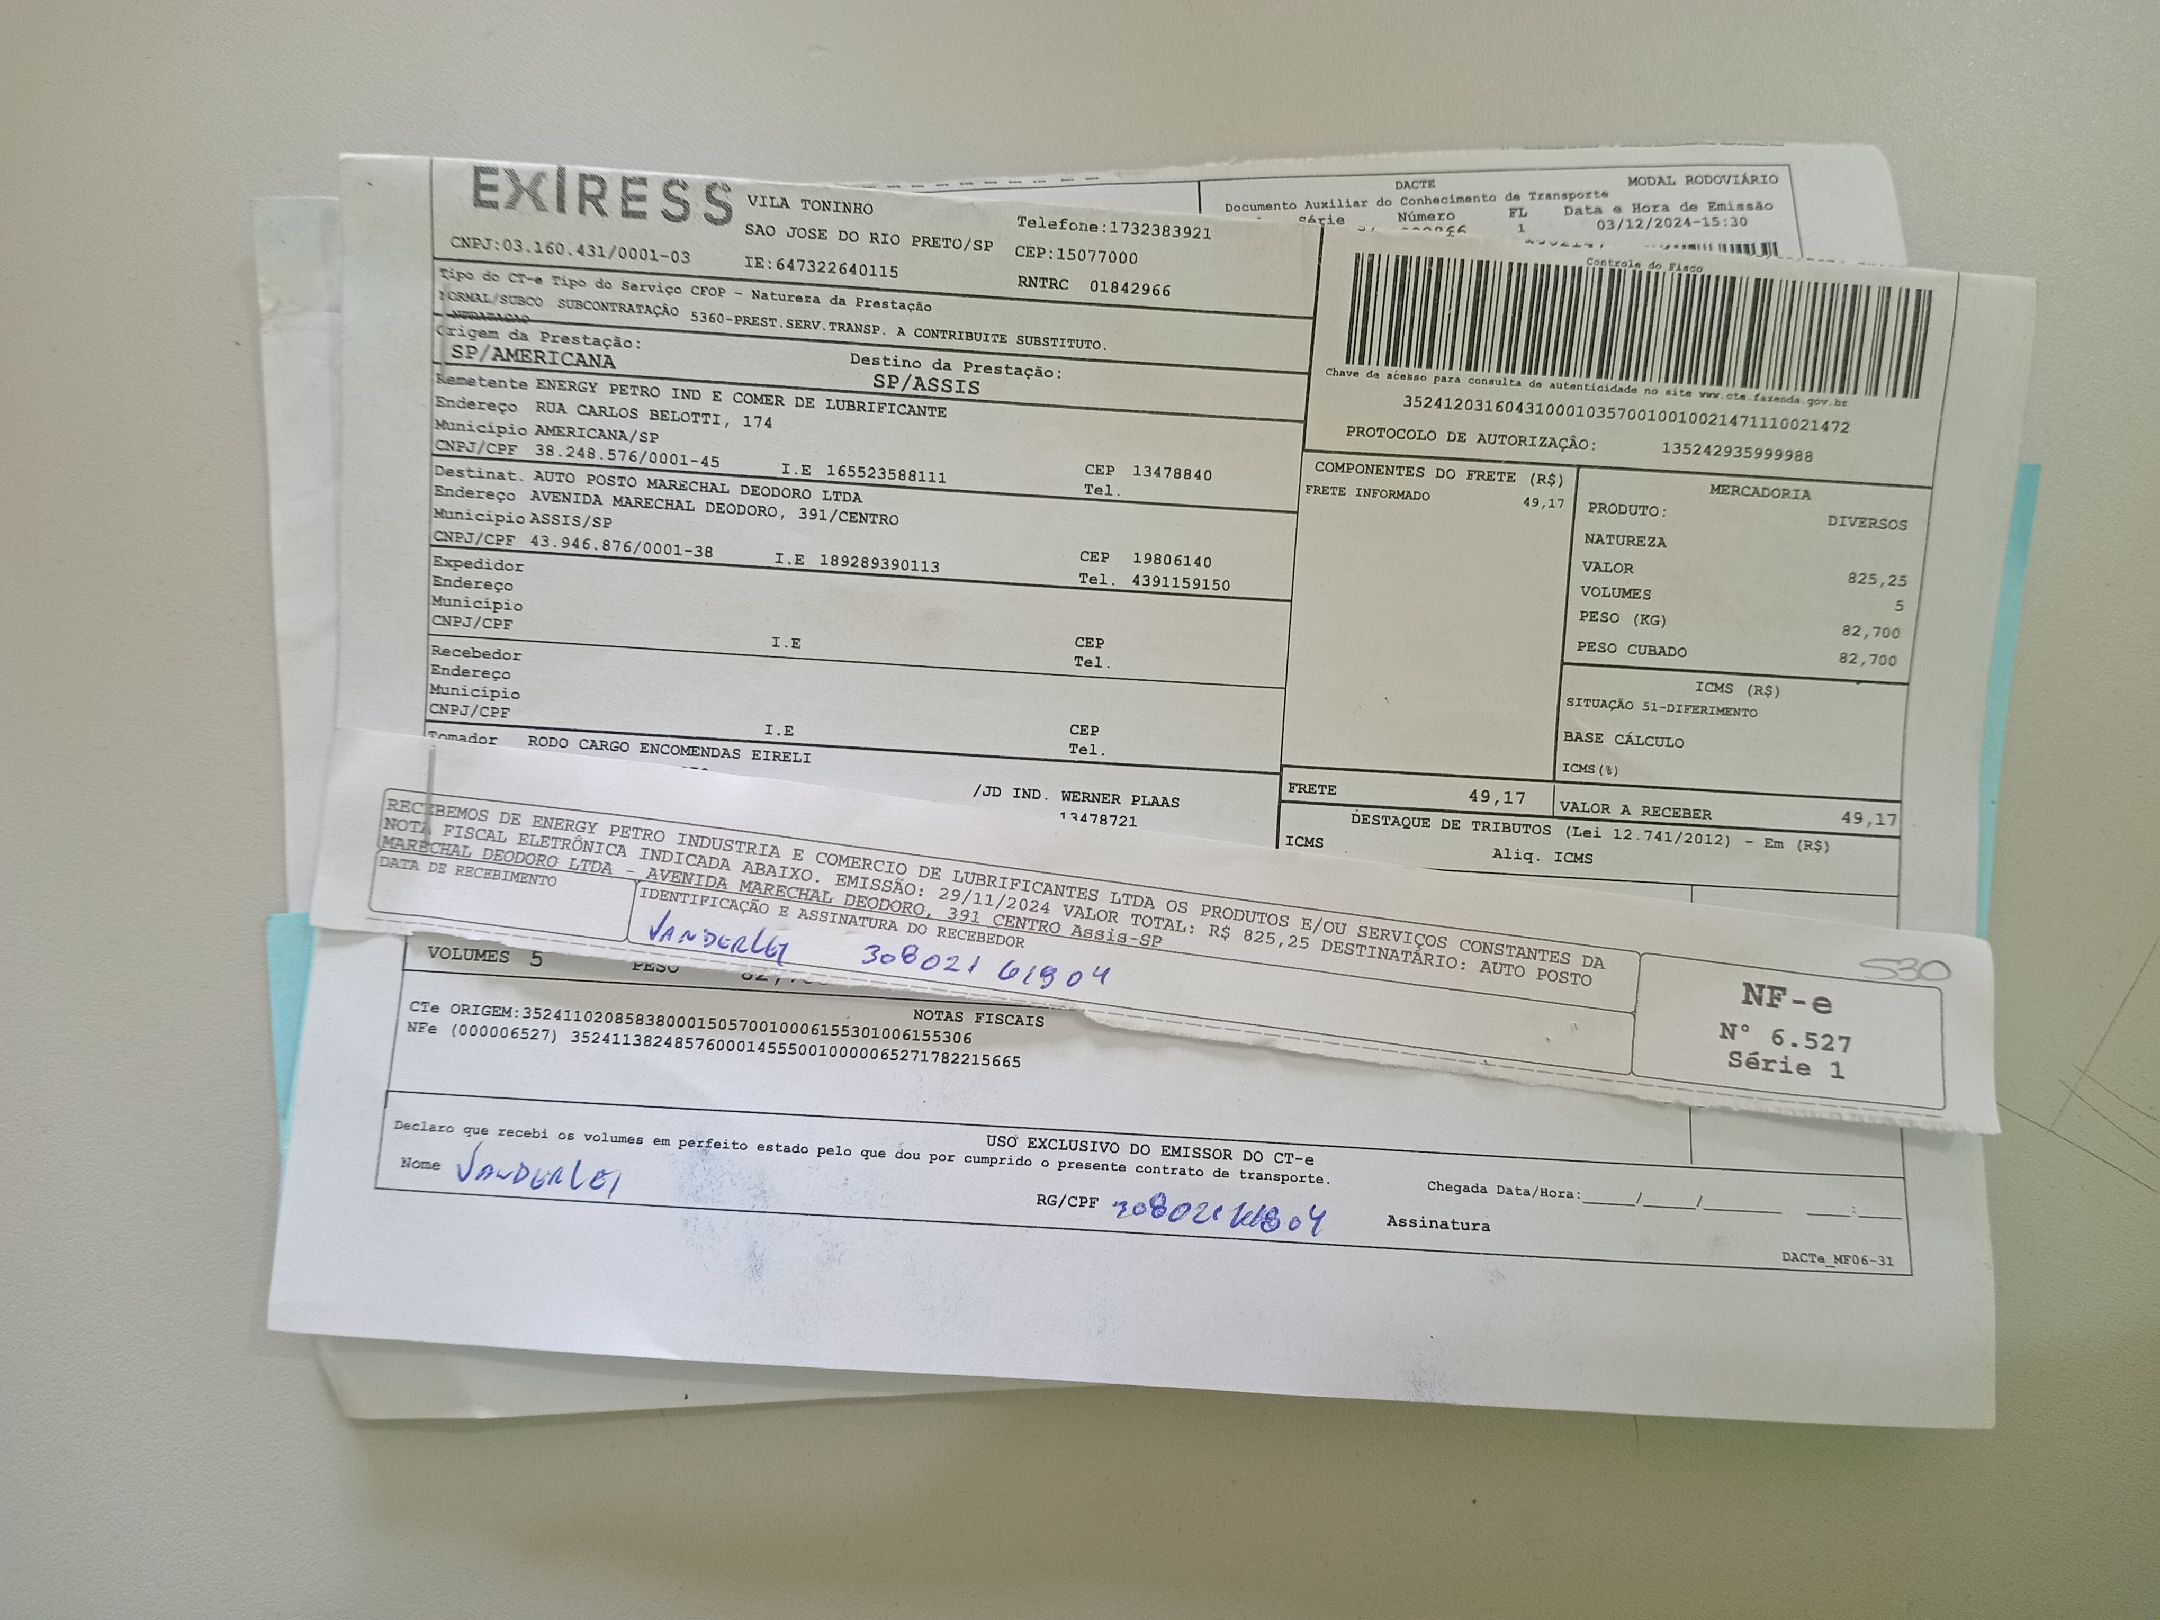 EXIRESS
VILA TONINHO
SAO JOSE DO RIO PRETO/SP
CNPJ:03.160.431/0001-03
IE:647322640115
Telefone:1732383921
CEP:15077000
RNTRC 01842966
DACTE
MODAL RODOVIÁRIO
Documento Auxiliar do Conhecimento de Transporte
série Número FL Data e Hora de Emissão
1 03/12/2024-15:30
Tipo do CT-e Tipo do Serviço CFOP - Natureza da Prestação
NORMAL/SUBCO SUBCONTRATAÇÃO 5360-PREST.SERV.TRANSP. A CONTRIBUITE SUBSTITUTO.
Origem da Prestação:
SP/AMERICANA
Destino da Prestação:
SP/ASSIS
Remetente ENERGY PETRO IND E COMER DE LUBRIFICANTE
Endereço RUA CARLOS BELOTTI, 174
Município AMERICANA/SP
CNPJ/CPF 38.248.576/0001-45 I.E 165523588111 CEP 13478840
Tel.
Destinat. AUTO POSTO MARECHAL DEODORO LTDA
Endereço AVENIDA MARECHAL DEODORO, 391/CENTRO
Município ASSIS/SP
CEP 19806140
CNPJ/CPF 43.946.876/0001-38 I.E 189289390113 Tel. 4391159150
Expedidor
Endereço
Município
CNPJ/CPF I.E CEP
Tel.
Recebedor
Endereço
Município
CNPJ/CPF I.E CEP
Tel.
Tomador RODO CARGO ENCOMENDAS EIRELI
/JD IND. WERNER PLAAS
13478721
Controle do Fisco
Chave de acesso para consulta de autenticidade no site www.cte.fazenda.gov.br
35241203160431000103570010010021471110021472
PROTOCOLO DE AUTORIZAÇÃO: 135242935999988
COMPONENTES DO FRETE (R$)
FRETE INFORMADO 49,17
MERCADORIA
PRODUTO: DIVERSOS
NATUREZA
VALOR 825,25
VOLUMES 5
PESO (KG) 82,700
PESO CUBADO 82,700
ICMS (R$)
SITUAÇÃO 51-DIFERIMENTO
BASE CÁLCULO
ICMS(%)
FRETE 49,17 VALOR A RECEBER 49,17
DESTAQUE DE TRIBUTOS (Lei 12.741/2012) - Em (R$)
ICMS Aliq. ICMS
RECEBEMOS DE ENERGY PETRO INDUSTRIA E COMERCIO DE LUBRIFICANTES LTDA OS PRODUTOS E/OU SERVIÇOS CONSTANTES DA
NOTA FISCAL ELETRÔNICA INDICADA ABAIXO. EMISSÃO: 29/11/2024 VALOR TOTAL: R$ 825,25 DESTINATÁRIO: AUTO POSTO
MARECHAL DEODORO LTDA - AVENIDA MARECHAL DEODORO, 391 CENTRO Assis-SP
DATA DE RECEBIMENTO
IDENTIFICAÇÃO E ASSINATURA DO RECEBEDOR
VANDERLEI 308021 61804
530
NF-e
N° 6.527
Série 1
VOLUMES 5 PESO
NOTAS FISCAIS
CTe ORIGEM:35241102085838000150570010006155301006155306
NFe (000006527) 35241138248576000145550010000065271782215665
USO EXCLUSIVO DO EMISSOR DO CT-e
Declaro que recebi os volumes em perfeito estado pelo que dou por cumprido o presente contrato de transporte.
Nome VANDERLEI
RG/CPF 30802161804
Chegada Data/Hora:____/____/______ ___:___
Assinatura
DACTe_MF06-31